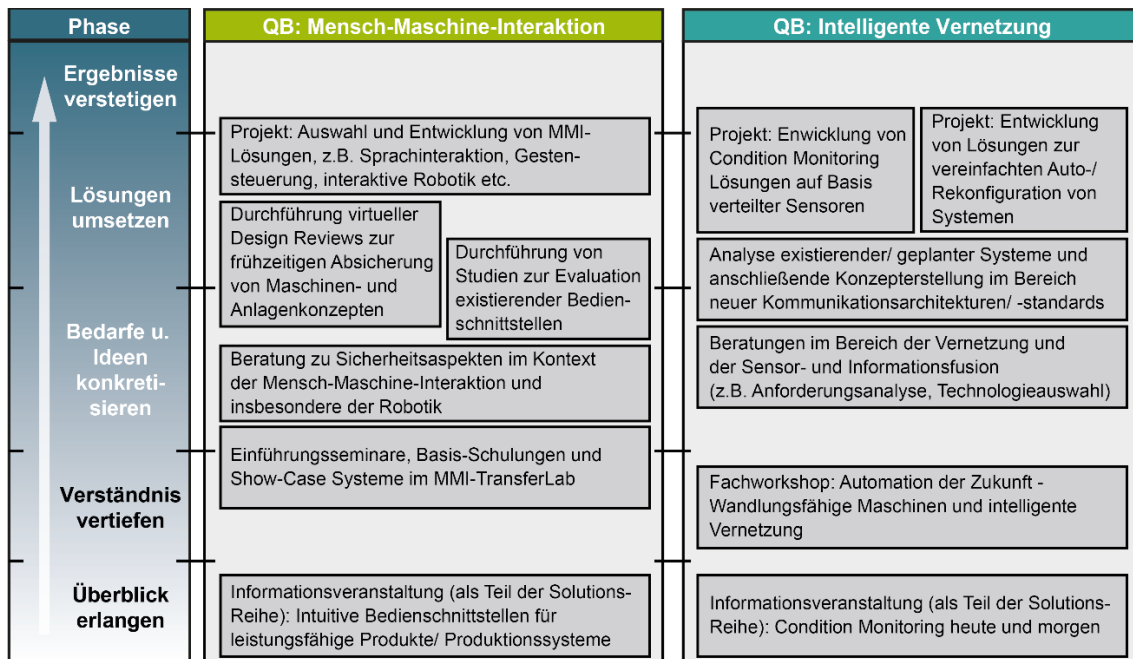 Phase
QB: Mensch-Maschine-Interaktion
QB: Intelligente Vernetzung
Ergebnisse
verstetigen
Lösungen
umsetzen
Bedarfe u.
Ideen
konkreti-
sieren
Verständnis
vertiefen
Überblick
erlangen
Projekt: Auswahl und Entwicklung von MMI-
Lösungen, z.B. Sprachinteraktion, Gesten-
steuerung, interaktive Robotik etc.
Durchführung virtueller
Design Reviews zur
frühzeitigen Absicherung
von Maschinen- und
Anlagenkonzepten
Durchführung von
Studien zur Evaluation
existierender Bedien-
schnittstellen
Beratung zu Sicherheitsaspekten im Kontext
der Mensch-Maschine-Interaktion und
insbesondere der Robotik
Einführungsseminare, Basis-Schulungen und
Show-Case Systeme im MMI-TransferLab
Informationsveranstaltung (als Teil der Solutions-
Reihe): Intuitive Bedienschnittstellen für
leistungsfähige Produkte/ Produktionssysteme
Projekt: Enwicklung von
Condition Monitoring
Lösungen auf Basis
verteilter Sensoren
Projekt: Entwicklung
von Lösungen zur
vereinfachten Auto-/
Rekonfiguration von
Systemen
Analyse existierender/ geplanter Systeme und
anschließende Konzepterstellung im Bereich
neuer Kommunikationsarchitekturen/ -standards
Beratungen im Bereich der Vernetzung und
der Sensor- und Informationsfusion
(z.B. Anforderungsanalyse, Technologieauswahl)
Fachworkshop: Automation der Zukunft -
Wandlungsfähige Maschinen und intelligente
Vernetzung
Informationsveranstaltung (als Teil der Solutions-
Reihe): Condition Monitoring heute und morgen